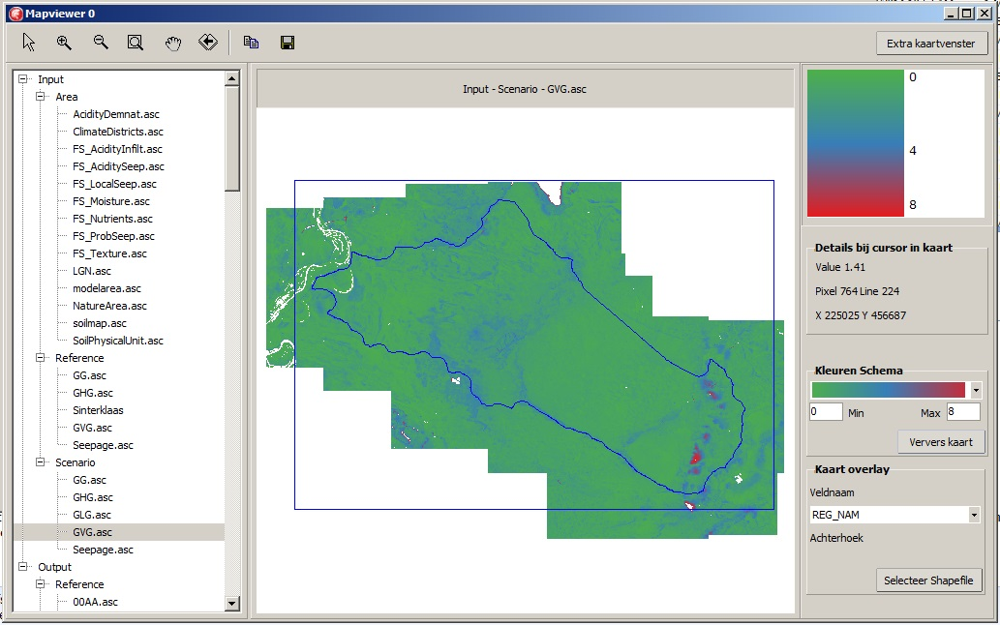 Mapviewer 0
Extra kaartvenster
Input
Area
AcidityDemnat.asc
ClimateDistricts.asc
FS_AcidityInfilt.asc
FS_AciditySeep.asc
FS_LocalSeep.asc
FS_Moisture.asc
FS_Nutrients.asc
FS_ProbSeep.asc
FS_Texture.asc
LGN.asc
modelarea.asc
NatureArea.asc
soilmap.asc
SoilPhysicalUnit.asc
Reference
GG.asc
GHG.asc
Sinterklaas
GVG.asc
Seepage.asc
Scenario
GG.asc
GHG.asc
GLG.asc
GVG.asc
Seepage.asc
Output
Reference
00AA.asc
Input - Scenario - GVG.asc
0
4
8
Details bij cursor in kaart
Value 1.41
Pixel 764 Line 224
X 225025 Y 456687
Kleuren Schema
0 Min Max 8
Ververs kaart
Kaart overlay
Veldnaam
REG_NAM
Achterhoek
Selecteer Shapefile